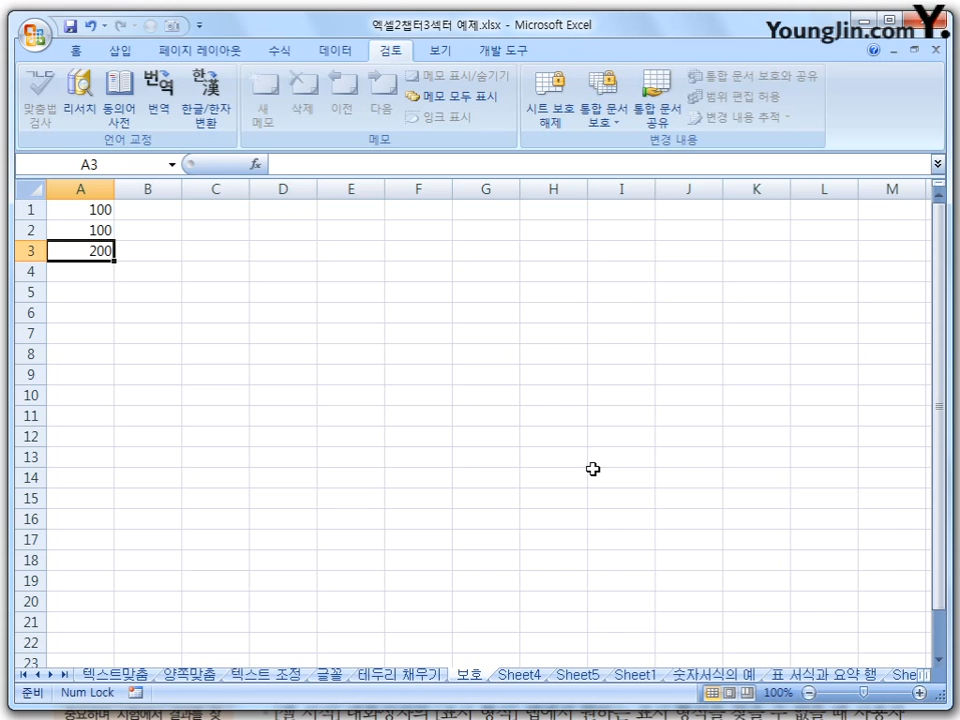 엑셀2챕터3섹터 예제.xlsx - Microsoft Excel
YoungJin.com Y.
홈 삽입 페이지 레이아웃 수식 데이터 검토 보기 개발 도구
맞춤법 검사
리서치
동의어 사전
번역
한글/한자 변환
새 메모
삭제
이전
다음
메모 표시/숨기기
메모 모두 표시
잉크 표시
시트 보호 해제
통합 문서 보호
통합 문서 공유
통합 문서 보호와 공유
범위 편집 허용
변경 내용 추적
언어 교정 메모 변경 내용
A3 fx
A B C D E F G H I J K L M
1 100
2 100
3 200
4
5
6
7
8
9
10
11
12
13
14
15
16
17
18
19
20
21
22
23
텍스트맞춤 양쪽맞춤 텍스트 조정 글꼴 테두리 채우기 보호 Sheet4 Sheet5 Sheet1 숫자서식의 예 표 서식과 요약 행 She
준비 Num Lock 100%